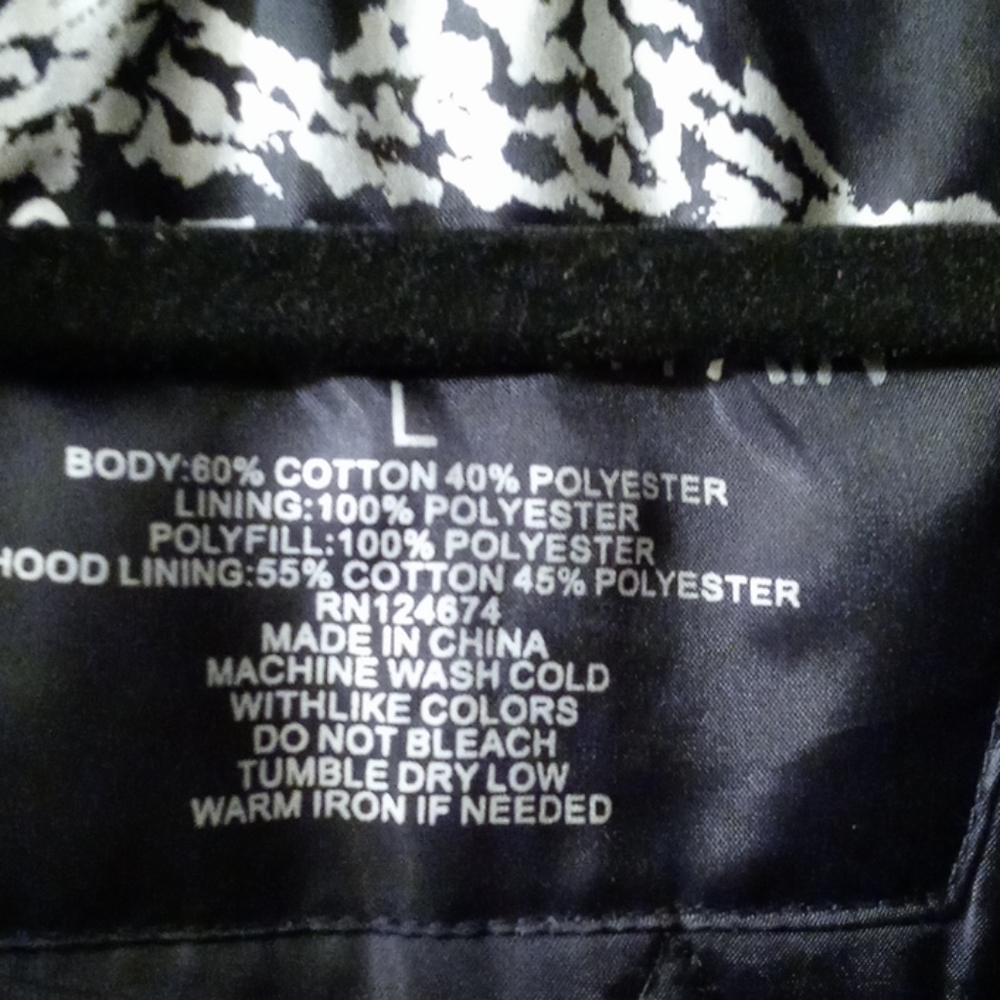 L
BODY:60% COTTON 40% POLYESTER
LINING:100% POLYESTER
POLYFILL:100% POLYESTER
HOOD LINING:55% COTTON 45% POLYESTER
RN124674
MADE IN CHINA
MACHINE WASH COLD
WITHLIKE COLORS
DO NOT BLEACH
TUMBLE DRY LOW
WARM IRON IF NEEDED